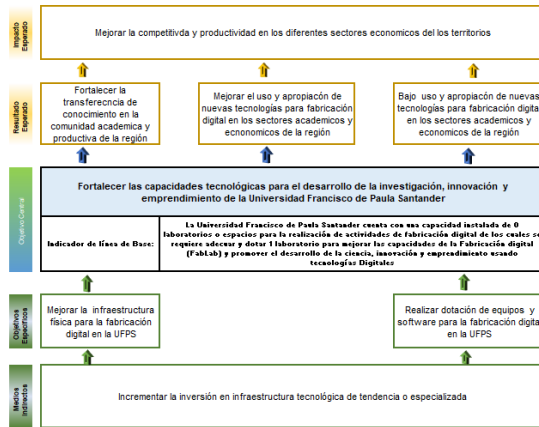 Impacto Esperado
Mejorar la competitivda y productividad en los diferentes sectores economicos del los territorios
Resultado Esperado
Fortalecer la
transferecncia de
conocimiento en la
comunidad academica y
productiva de la región
Mejorar el uso y apropiación de
nuevas tecnologías para fabricación
digital en los sectores academicos y
ecnonomicos de la región
Bajo uso y apropación de nuevas
tecnologías para fabricación digital
en los sectores academicos y
economicos de la región
Objetivo Central
Fortalecer las capacidades tecnológicas para el desarrollo de la investigación, innovación y
emprendimiento de la Universidad Francisco de Paula Santander
Indicador de línea de Base:
La Universidad Francisco de Paula Santander cuenta con una capacidad instalada de 0
laboratorios o espacios para la realización de actividades de fabricación digital de los cuales se
requiere adecuar y dotar 1 laboratorio para mejorar las capacidades de la Fabricación digital
(FabLab) y promover el desarrollo de la ciencia, innovación y emprendimiento usando
tecnologías Digitales
Objetivos Especificos
Mejorar la infraestructura
física para la fabricación
digital en la UFPS
Realizar dotación de equipos y
software para la fabricación digital
en la UFPS
Medios Indirectos
Incrementar la inversión en infraestructura tecnológica de tendencia o especializada